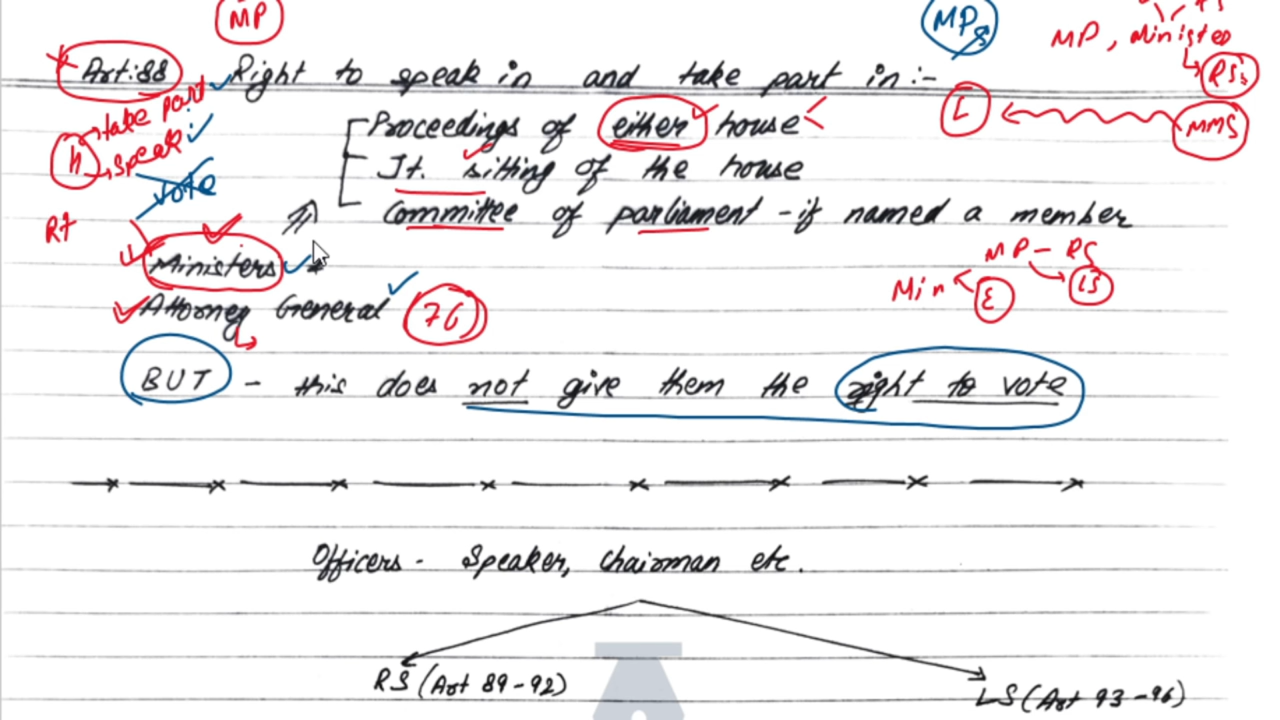 MP
MPs
MP, Minister
RSs
Art:88 Right to speak in and take part in :-
L
MMS
take part
speak
Proceedings of either house
Jt. sitting of the house
Vote
Committee of parliament - if named a member
Rt
Ministers
MP - RS
Min
E
LS
Attorney General 76
BUT - this does not give them the right to vote
Officers - Speaker, Chairman etc.
RS (Art 89-92)
LS (Art 93-96)